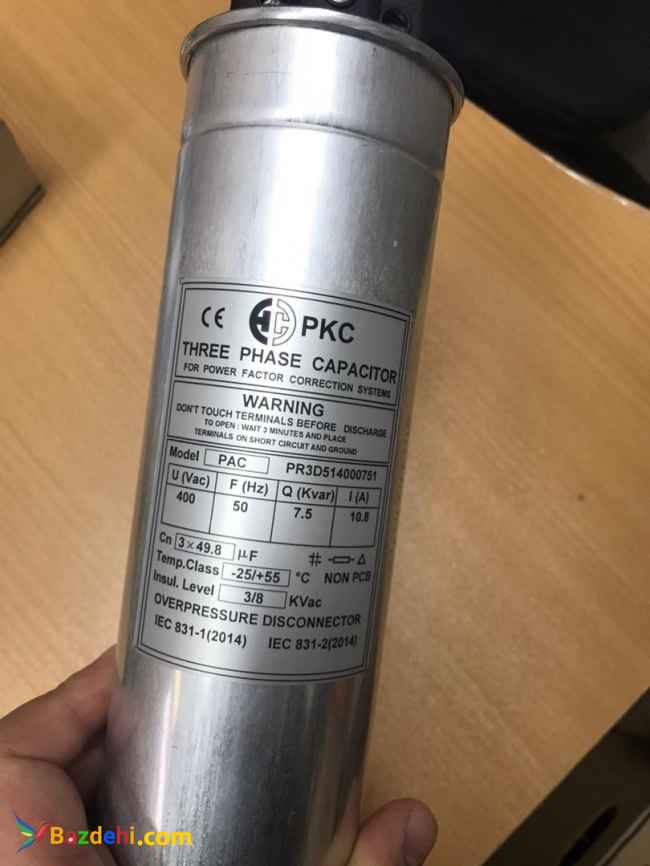 CE HC PKC
THREE PHASE CAPACITOR
FOR POWER FACTOR CORRECTION SYSTEMS
WARNING
DON'T TOUCH TERMINALS BEFORE DISCHARGE
TO OPEN : WAIT 3 MINUTES AND PLACE
TERMINALS ON SHORT CIRCUIT AND GROUND
Model PAC PR3D514000751
U (Vac) F (Hz) Q (Kvar) I (A)
400 50 7.5 10.8
Cn 3×49.8 µF
Temp.Class -25/+55 °C NON PCB
Insul. Level 3/8 KVac
OVERPRESSURE DISCONNECTOR
IEC 831-1(2014) IEC 831-2(2014)
Bozdehi.com